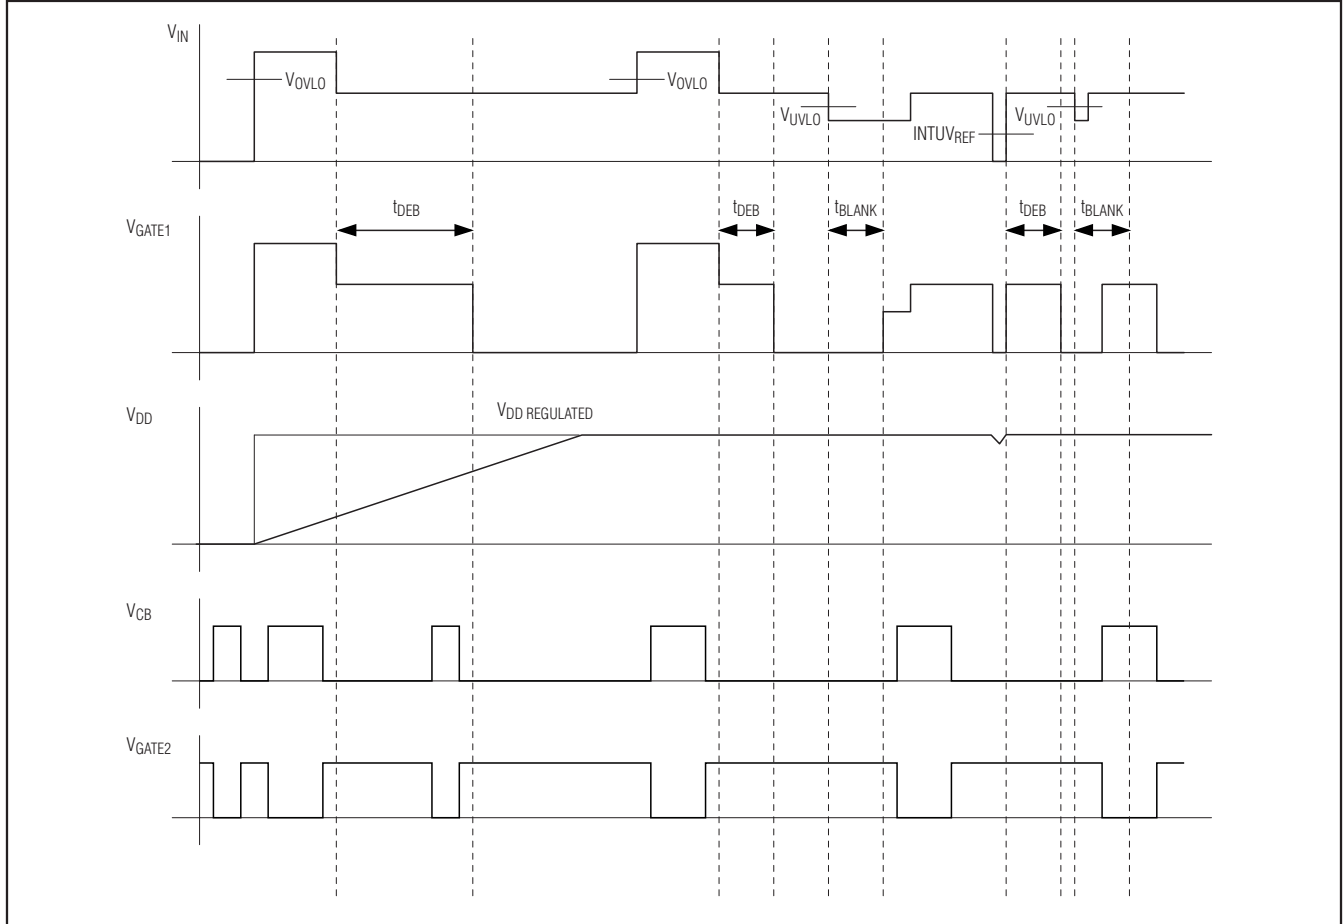 VIN
VOVLO
VOVLO
VUVLO
INTUVREF
VUVLO
VGATE1
tDEB
tDEB
tBLANK
tDEB
tBLANK
VDD
VDD REGULATED
VCB
VGATE2